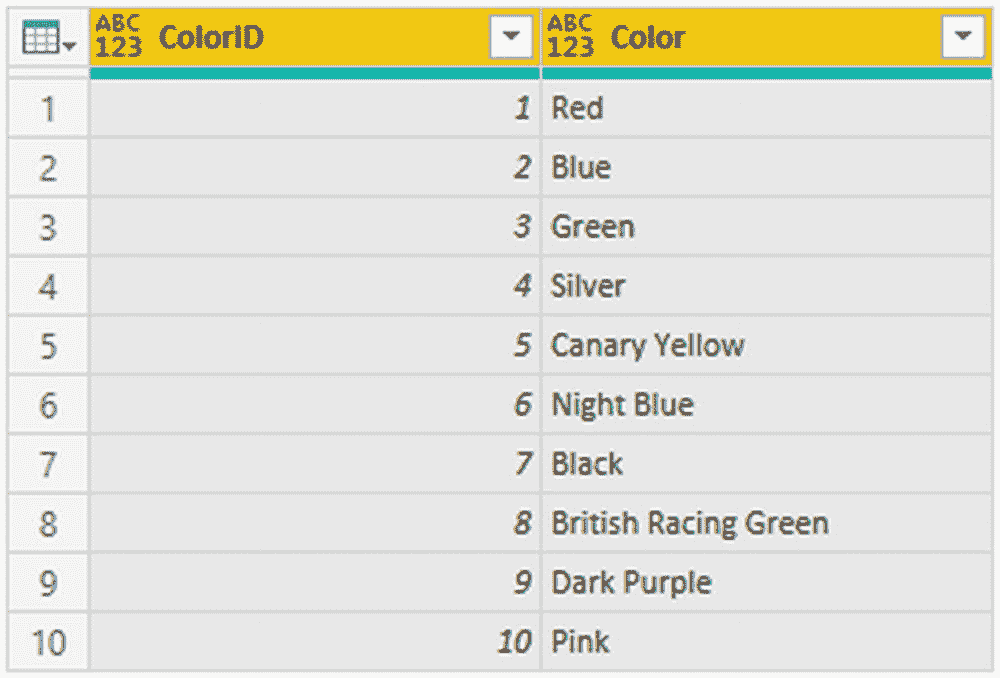 ABC 123 ColorID ABC 123 Color
1 1 Red
2 2 Blue
3 3 Green
4 4 Silver
5 5 Canary Yellow
6 6 Night Blue
7 7 Black
8 8 British Racing Green
9 9 Dark Purple
10 10 Pink